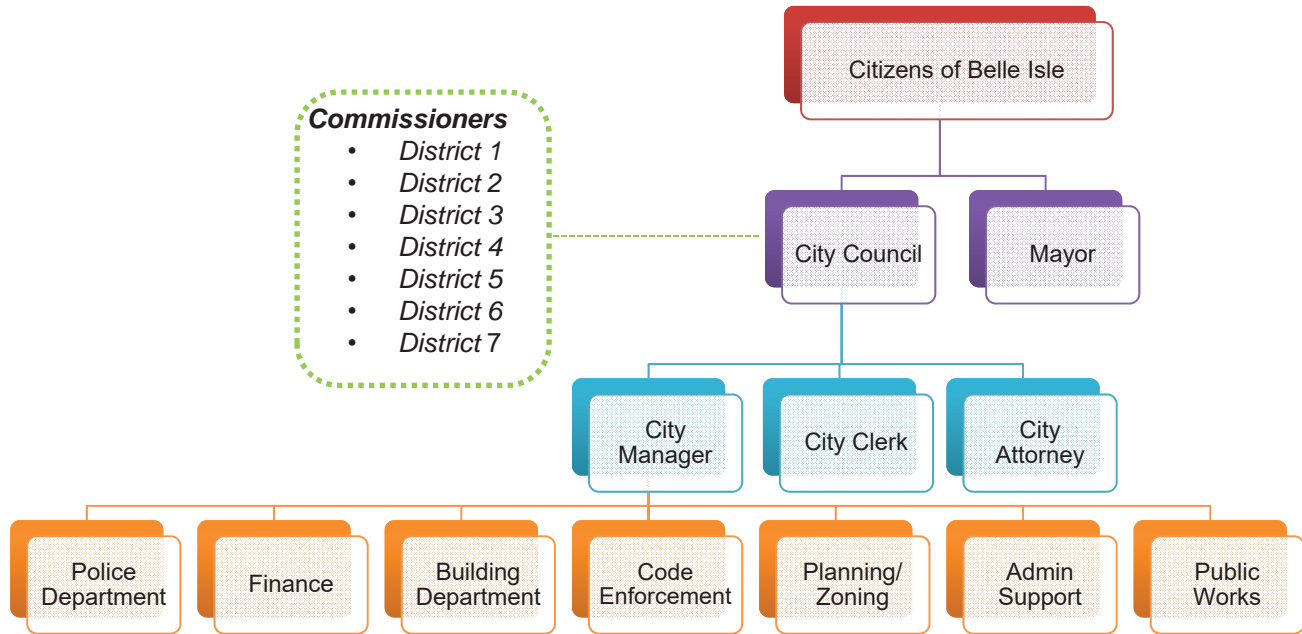 Citizens of Belle Isle
Commissioners
• District 1
• District 2
• District 3
• District 4
• District 5
• District 6
• District 7
City Council
Mayor
City
Manager
City Clerk
City
Attorney
Police
Department
Finance
Building
Department
Code
Enforcement
Planning/
Zoning
Admin
Support
Public
Works